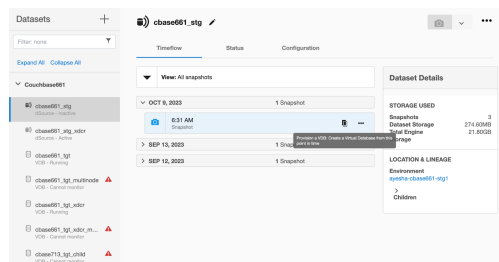 Datasets
Filter: none
Expand All Collapse All
Couchbase661
cbase661_stg
dSource - Inactive
cbase661_stg_xdcr
dSource - Active
cbase661_tgt
VDB - Running
cbase661_tgt_multinode
VDB - Cannot monitor
cbase661_tgt_xdcr
VDB - Running
cbase661_tgt_xdcr_m...
VDB - Cannot monitor
cbase713_tgt_child
VDB - Cannot monitor
cbase661_stg
Timeflow Status Configuration
View: All snapshots
OCT 9, 2023 1 Snapshot
6:31 AM
Snapshot
Provision a VDB: Create a Virtual Database from this
point in time
SEP 13, 2023 1 Snap
SEP 12, 2023 1 Snapshot
Dataset Details
STORAGE USED
Snapshots 3
Dataset Storage 274.60MB
Total Engine 21.80GB
Storage
LOCATION & LINEAGE
Environment
ayesha-cbase661-stg1
Children